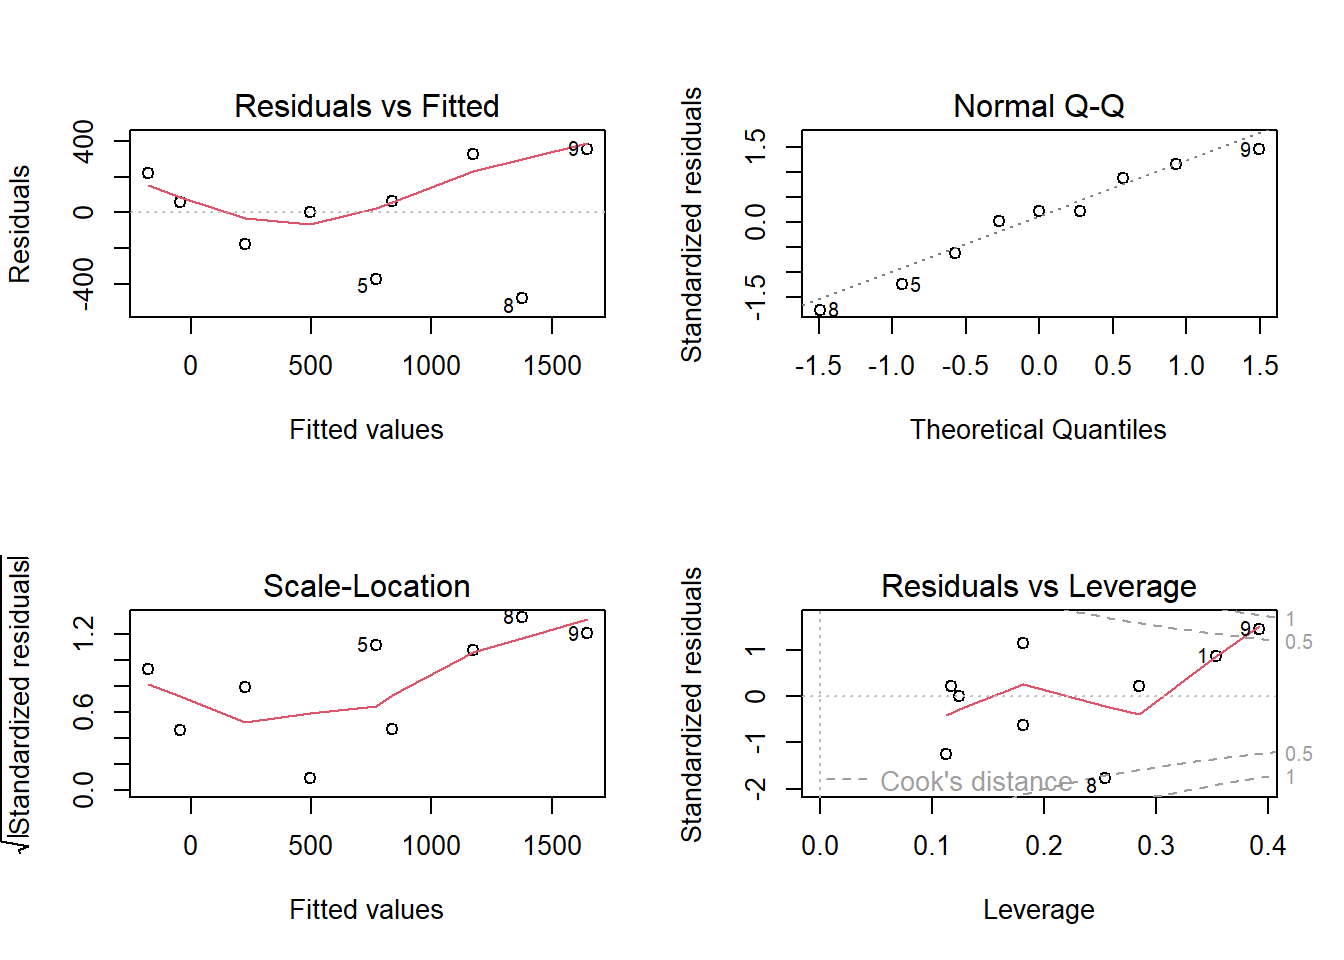 Residuals vs Fitted
Residuals
400
0
-400
9
5
8
0 500 1000 1500
Fitted values
Normal Q-Q
Standardized residuals
1.5
0.0
-1.5
9
5
8
-1.5 -1.0 -0.5 0.0 0.5 1.0 1.5
Theoretical Quantiles
Scale-Location
√|Standardized residuals|
1.2
0.6
0.0
8
5
9
0 500 1000 1500
Fitted values
Residuals vs Leverage
Standardized residuals
1
0
-1
-2
9
1
8
1
0.5
0.5
1
Cook's distance
0.0 0.1 0.2 0.3 0.4
Leverage